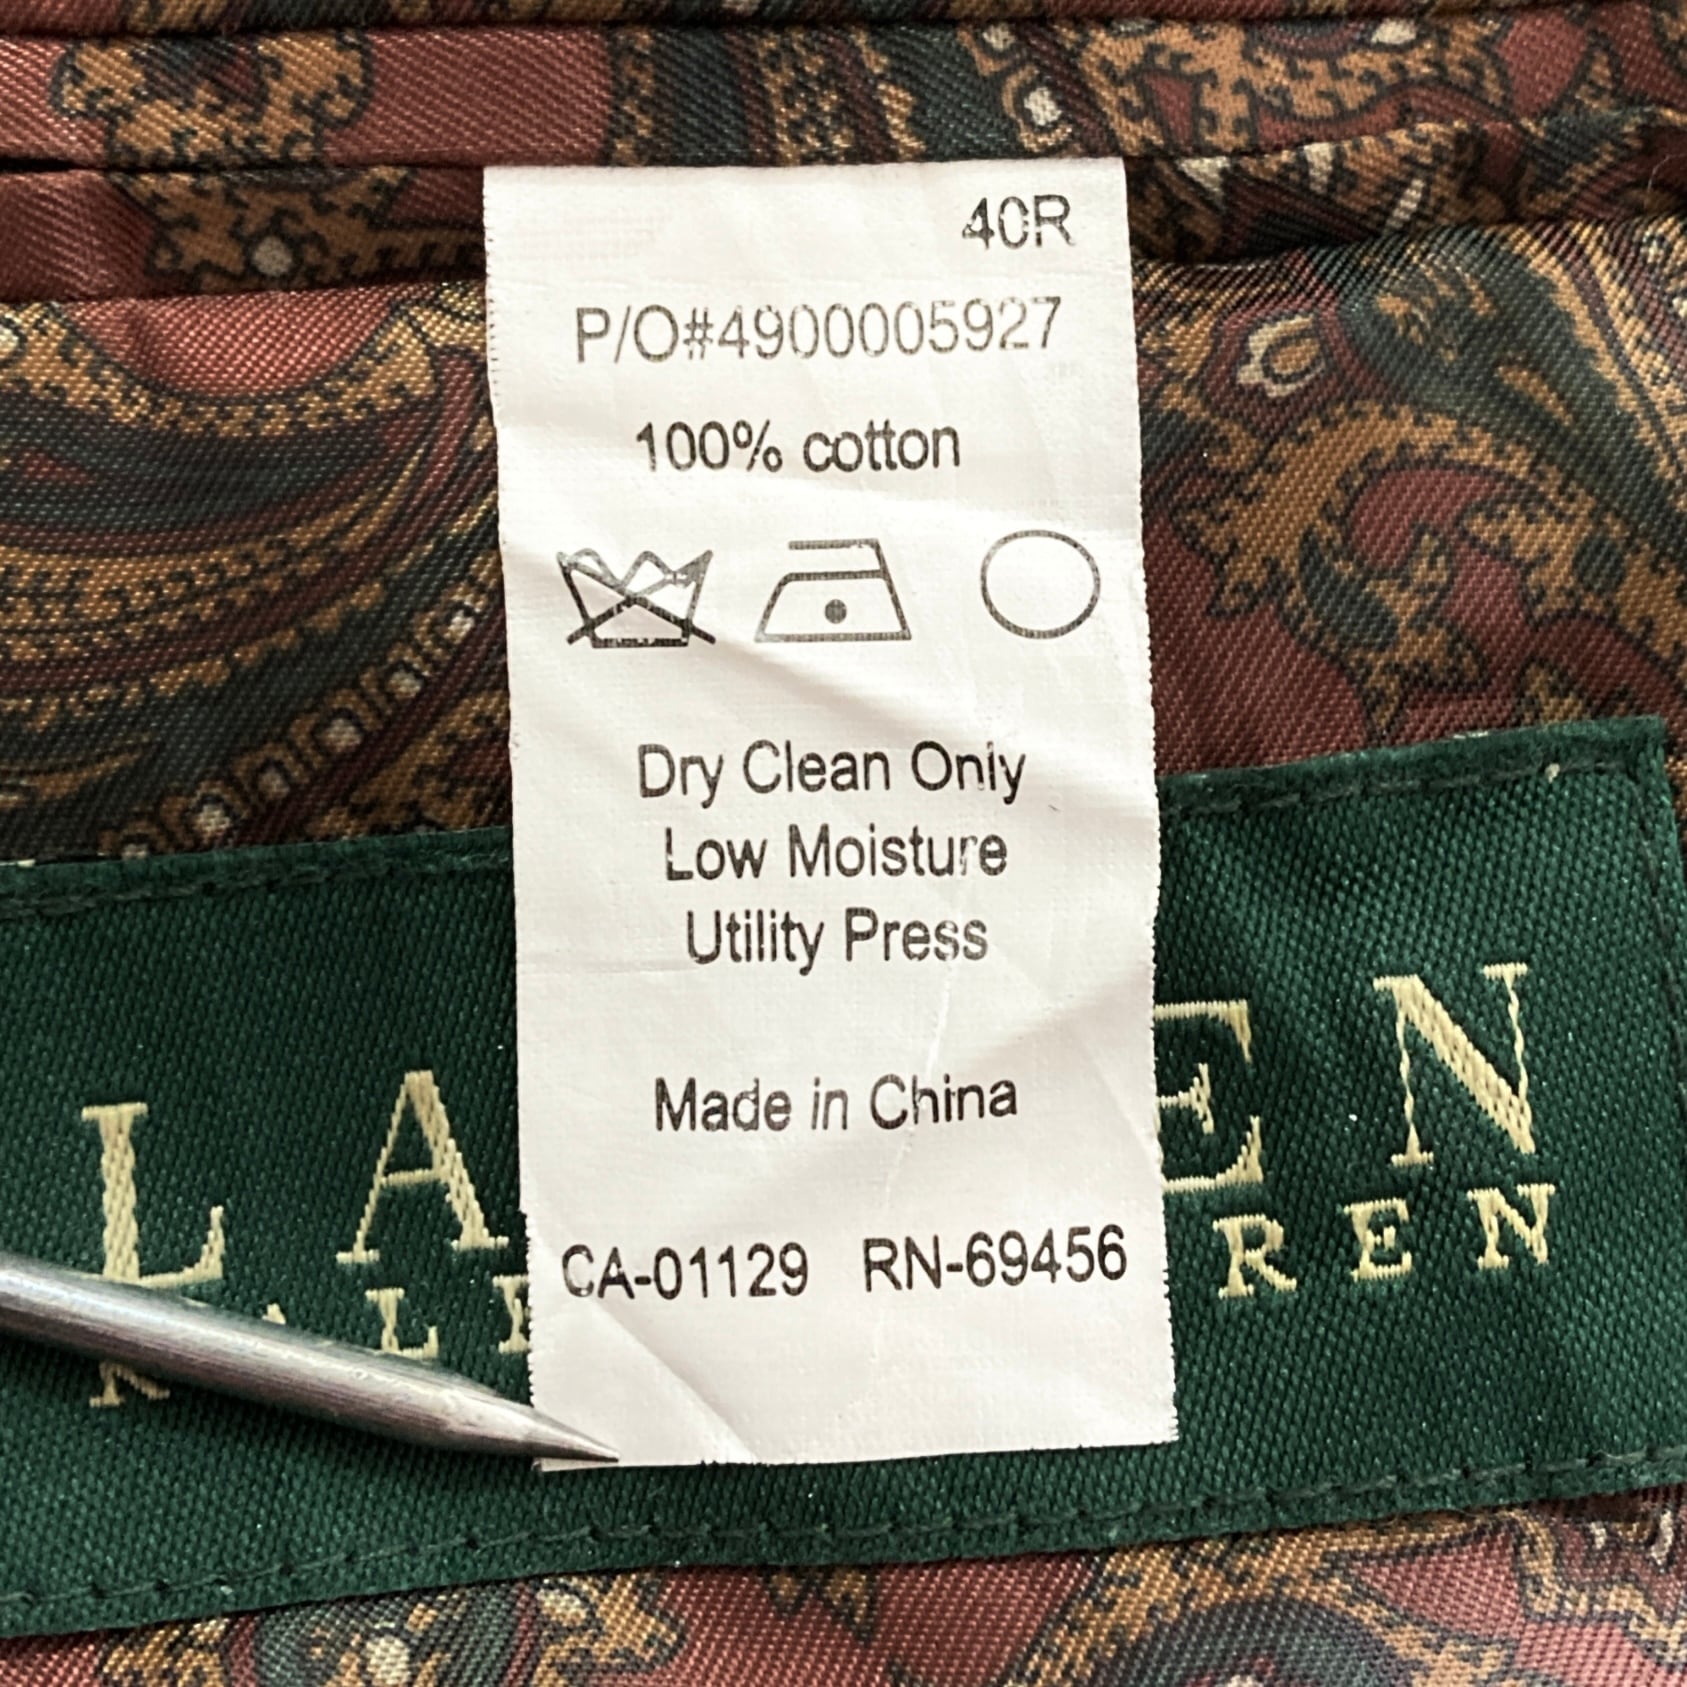 40R
P/O#4900005927
100% cotton
Dry Clean Only
Low Moisture
Utility Press
Made in China
CA-01129 RN-69456